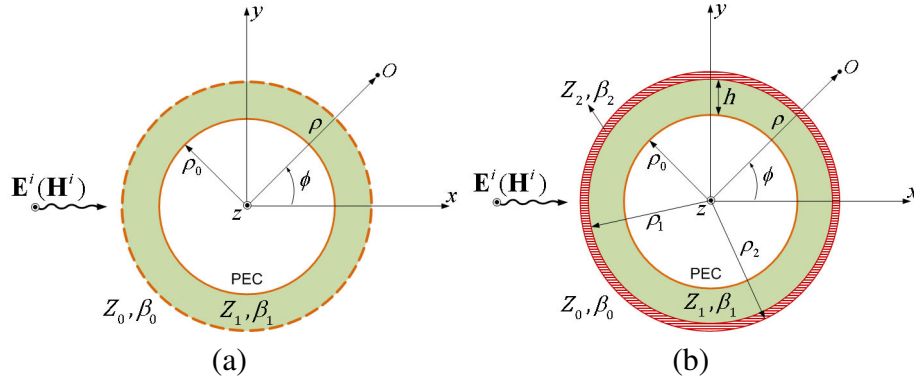 y
O
ρ
ρ₀
ϕ
𝐄ⁱ(𝐇ⁱ)
x
z
PEC
Z₀, β₀
Z₁, β₁
(a)
y
O
Z₂, β₂
h
ρ
ρ₀
ϕ
𝐄ⁱ(𝐇ⁱ)
x
z
ρ₁
ρ₂
PEC
Z₀, β₀
Z₁, β₁
(b)